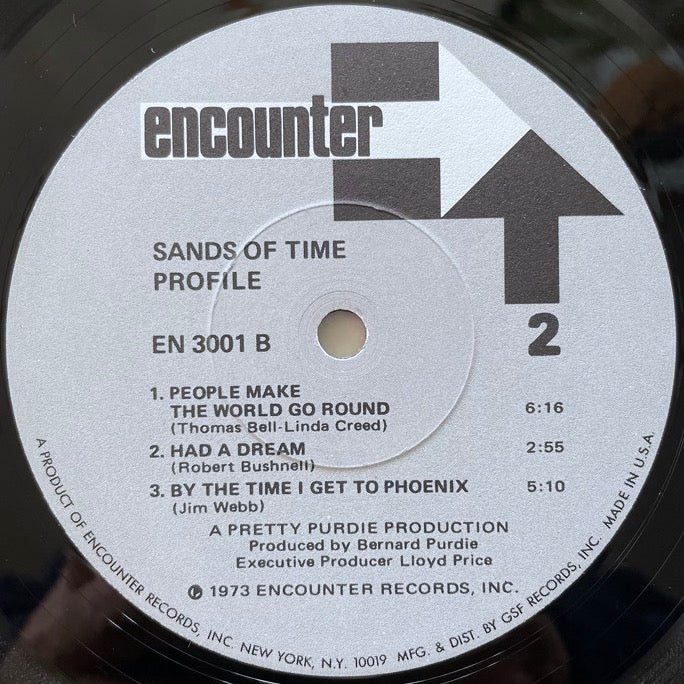 encounter
SANDS OF TIME
PROFILE
EN 3001 B
2
1. PEOPLE MAKE
THE WORLD GO ROUND 6:16
(Thomas Bell-Linda Creed)
2. HAD A DREAM 2:55
(Robert Bushnell)
3. BY THE TIME I GET TO PHOENIX 5:10
(Jim Webb)
A PRETTY PURDIE PRODUCTION
Produced by Bernard Purdie
Executive Producer Lloyd Price
℗ 1973 ENCOUNTER RECORDS, INC.
A PRODUCT OF ENCOUNTER RECORDS, INC. NEW YORK, N.Y. 10019 MFG. & DIST. BY GSF RECORDS, INC. MADE IN U.S.A.